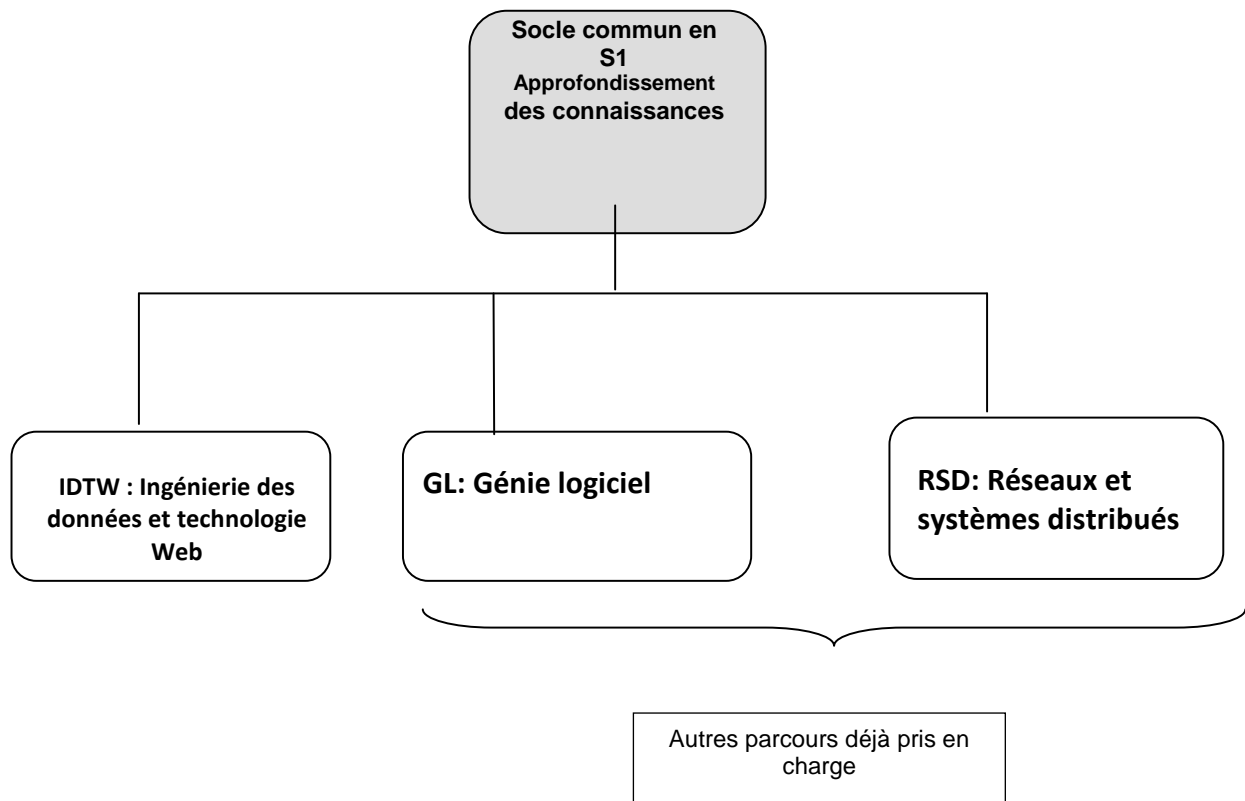 Socle commun en
S1
Approfondissement
des connaissances
IDTW : Ingénierie des
données et technologie
Web
GL: Génie logiciel
RSD: Réseaux et
systèmes distribués
Autres parcours déjà pris en
charge